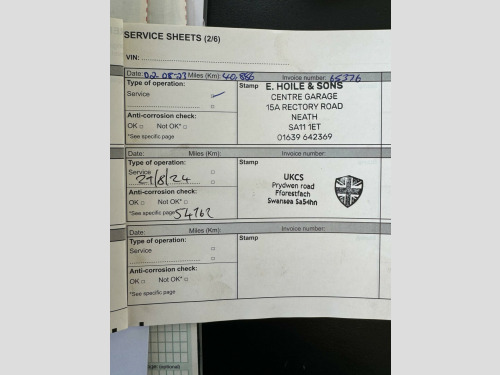 SERVICE SHEETS (2/6)
VIN:
Date: 02-08-23 Miles (Km): 40,886 Invoice number: 65376
Type of operation:
Service
Anti-corrosion check:
OK □ Not OK* □
*See specific page
Stamp E. HOILE & SONS
CENTRE GARAGE
15A RECTORY ROAD
NEATH
SA11 1ET
01639 642369
Date: Miles (Km): Invoice number:
Type of operation:
Service
29/8/24
Anti-corrosion check:
OK □ Not OK* □
*See specific page 54762
Stamp
UKCS
Prydwen road
Fforestfach
Swansea Sa54hn
Date: Miles (Km): Invoice number:
Type of operation:
Service
Anti-corrosion check:
OK □ Not OK* □
*See specific page
Stamp
(optional)